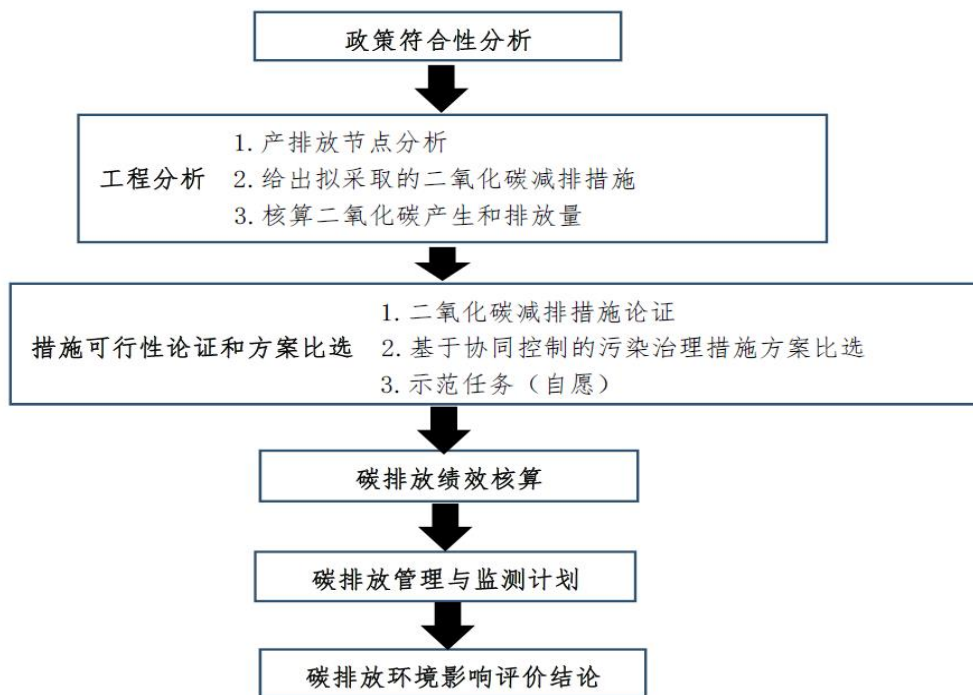 政策符合性分析
1. 产排放节点分析
工程分析 2. 给出拟采取的二氧化碳减排措施
3. 核算二氧化碳产生和排放量
1. 二氧化碳减排措施论证
措施可行性论证和方案比选 2. 基于协同控制的污染治理措施方案比选
3. 示范任务（自愿）
碳排放绩效核算
碳排放管理与监测计划
碳排放环境影响评价结论